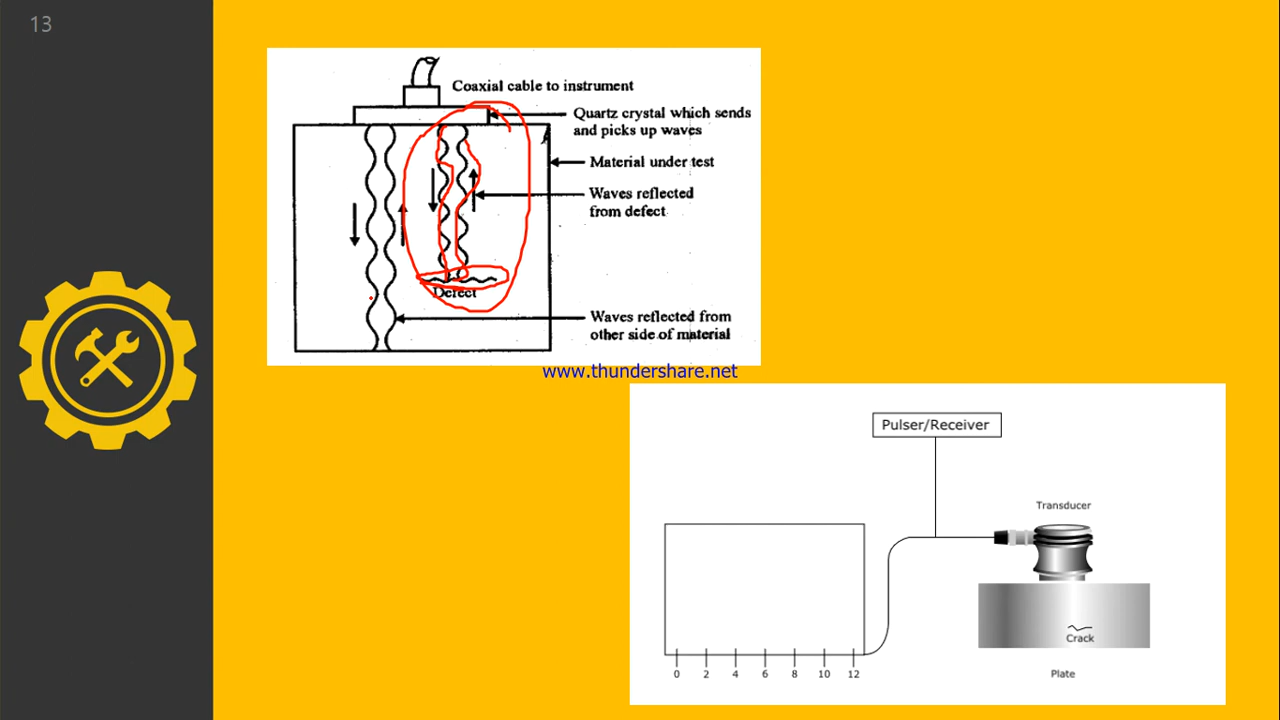 13
Coaxial cable to instrument
Quartz crystal which sends
and picks up waves
Material under test
Waves reflected
from defect
Defect
Waves reflected from
other side of material
www.thundershare.net
Pulser/Receiver
Transducer
Crack
0 2 4 6 8 10 12
Plate